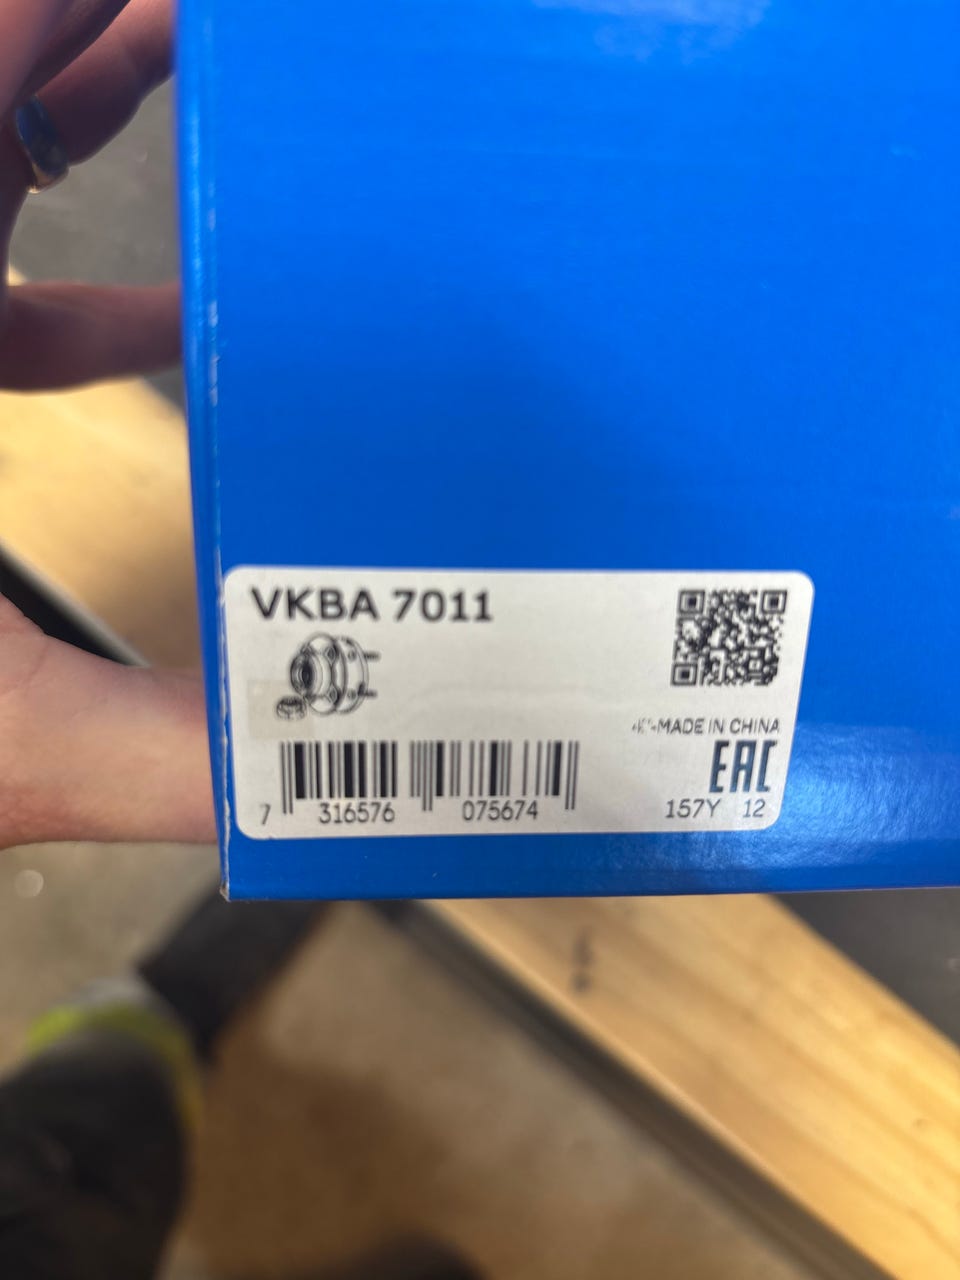 VKBA 7011
-K"-MADE IN CHINA
EAC
7 316576 075674
157Y 12